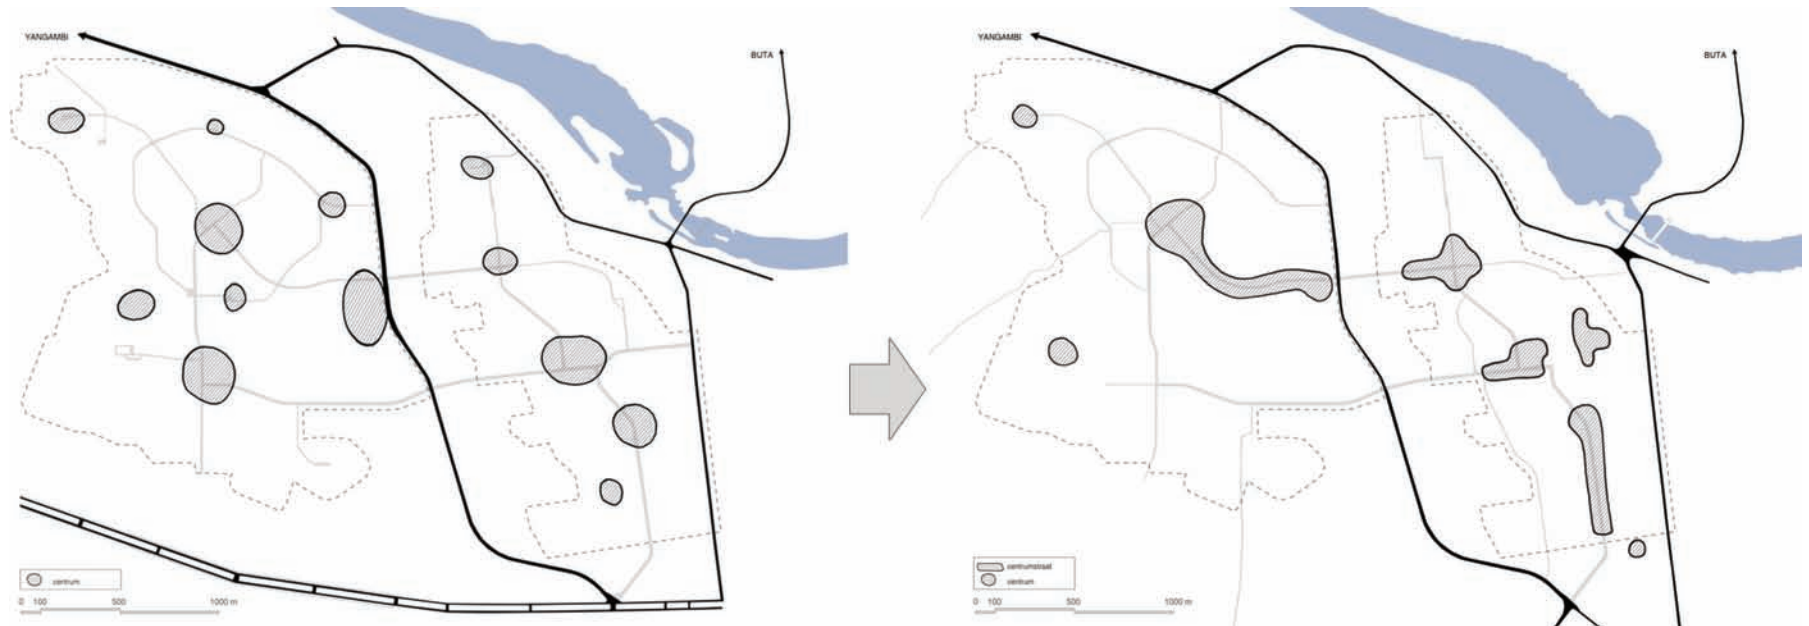 YANGAMBI
BUTA
centrum
0 100 500 1000 m
YANGAMBI
BUTA
centrumstraat
centrum
0 100 500 1000 m